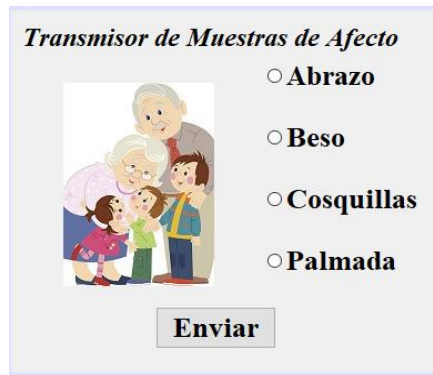 Transmisor de Muestras de Afecto
Abrazo
Beso
Cosquillas
Palmada
Enviar